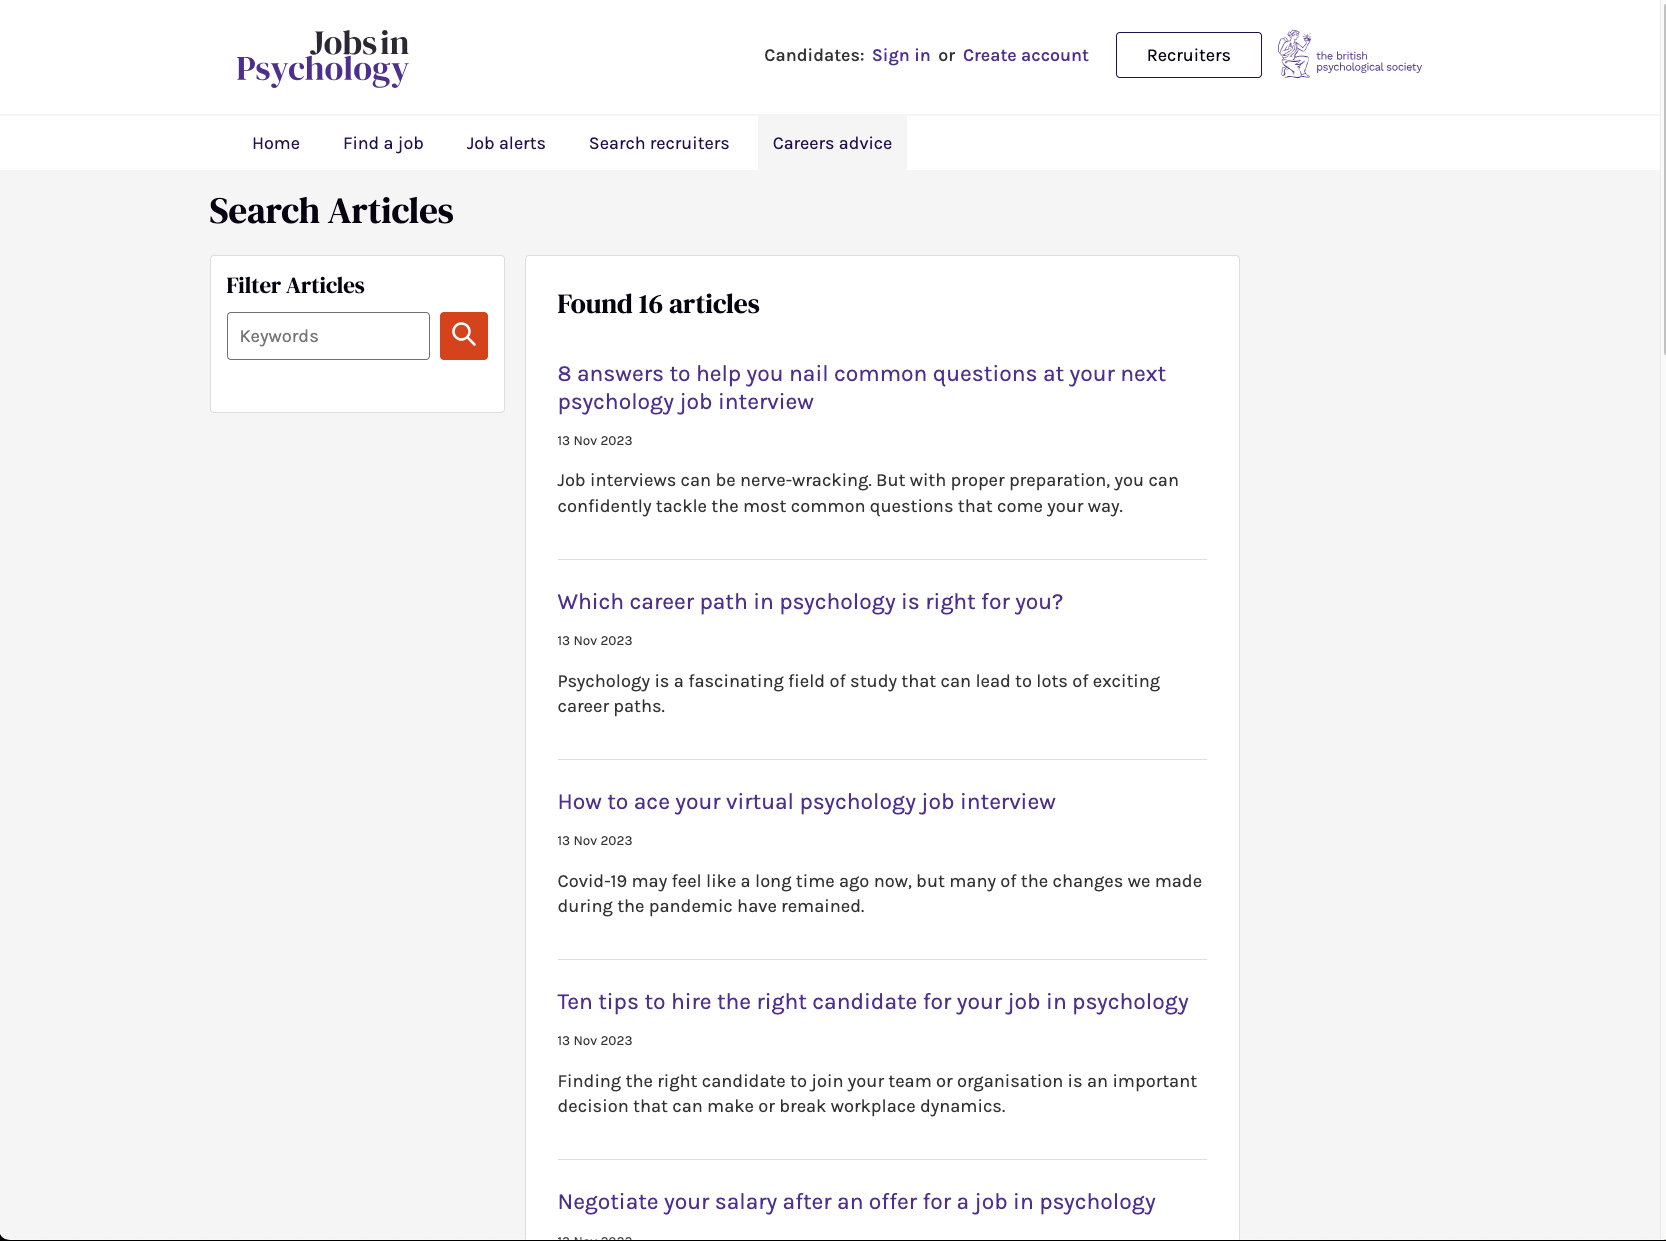 Jobs in
Psychology
Candidates: Sign in or Create account
Recruiters
the british
psychological society
Home
Find a job
Job alerts
Search recruiters
Careers advice
Search Articles
Filter Articles
Keywords
Found 16 articles
8 answers to help you nail common questions at your next
psychology job interview
13 Nov 2023
Job interviews can be nerve-wracking. But with proper preparation, you can
confidently tackle the most common questions that come your way.
Which career path in psychology is right for you?
13 Nov 2023
Psychology is a fascinating field of study that can lead to lots of exciting
career paths.
How to ace your virtual psychology job interview
13 Nov 2023
Covid-19 may feel like a long time ago now, but many of the changes we made
during the pandemic have remained.
Ten tips to hire the right candidate for your job in psychology
13 Nov 2023
Finding the right candidate to join your team or organisation is an important
decision that can make or break workplace dynamics.
Negotiate your salary after an offer for a job in psychology